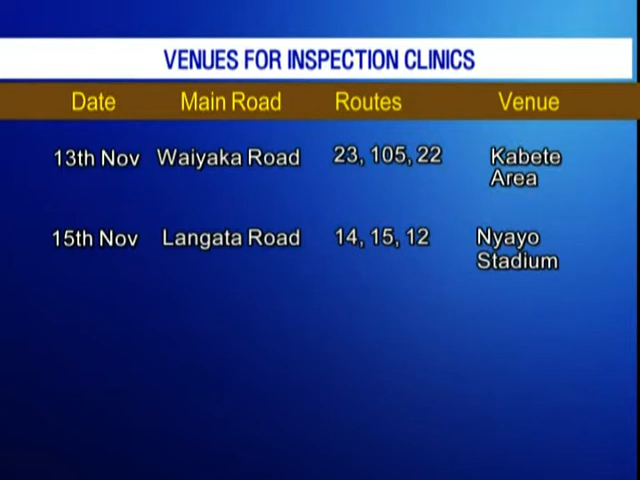 VENUES FOR INSPECTION CLINICS
Date Main Road Routes Venue
13th Nov Waiyaka Road 23, 105, 22 Kabete
Area
15th Nov Langata Road 14, 15, 12 Nyayo
Stadium